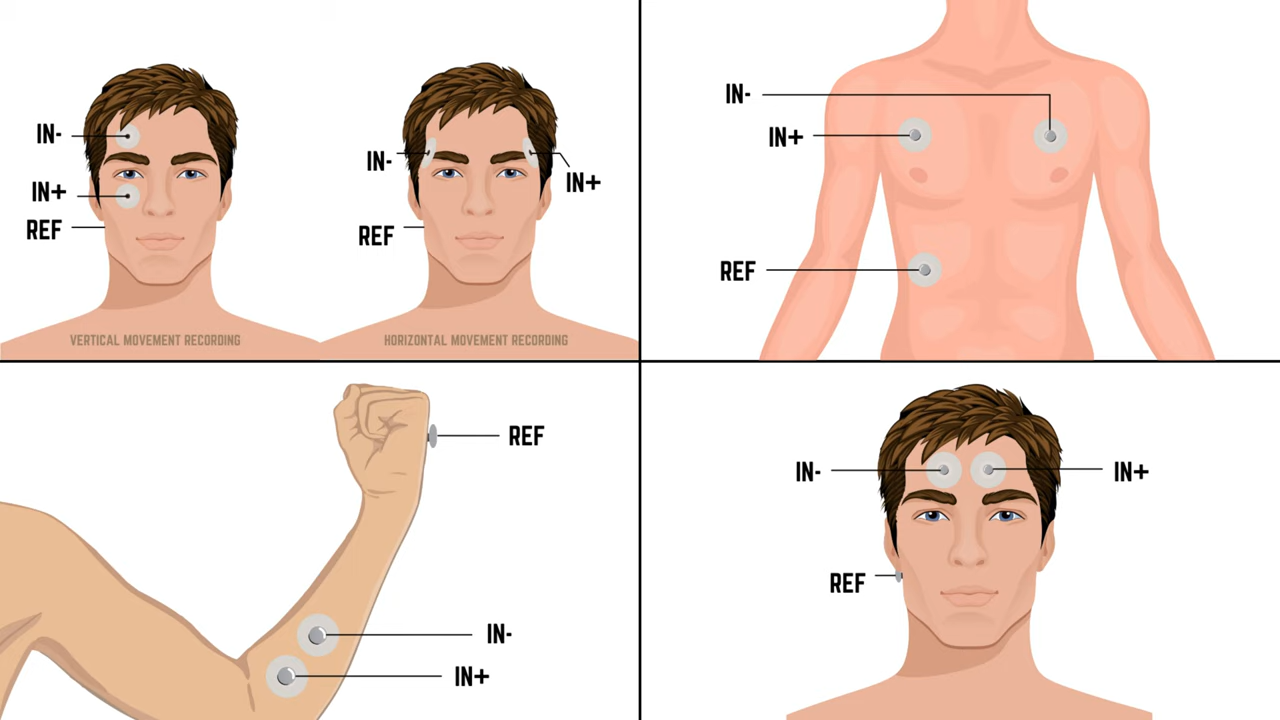 IN-
IN+
REF
VERTICAL MOVEMENT RECORDING
IN-
IN+
REF
HORIZONTAL MOVEMENT RECORDING
IN-
IN+
REF
REF
IN-
IN+
IN-
IN+
REF